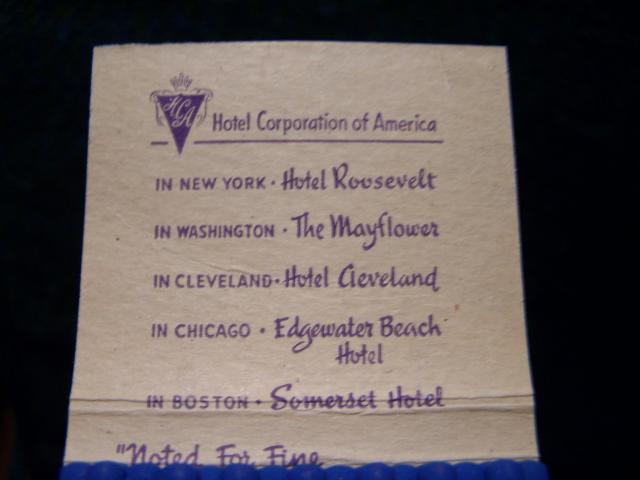 HCA
Hotel Corporation of America
IN NEW YORK · Hotel Roosevelt
IN WASHINGTON · The Mayflower
IN CLEVELAND · Hotel Cleveland
IN CHICAGO · Edgewater Beach
Hotel
IN BOSTON · Somerset Hotel
"Noted For Fine